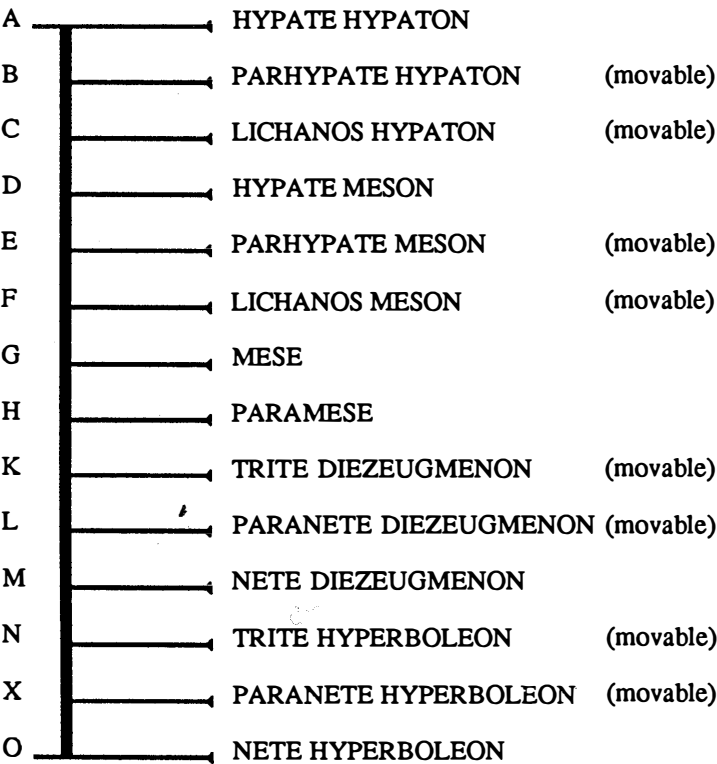 A HYPATE HYPATON
B PARHYPATE HYPATON (movable)
C LICHANOS HYPATON (movable)
D HYPATE MESON
E PARHYPATE MESON (movable)
F LICHANOS MESON (movable)
G MESE
H PARAMESE
K TRITE DIEZEUGMENON (movable)
L PARANETE DIEZEUGMENON (movable)
M NETE DIEZEUGMENON
N TRITE HYPERBOLEON (movable)
X PARANETE HYPERBOLEON (movable)
O NETE HYPERBOLEON